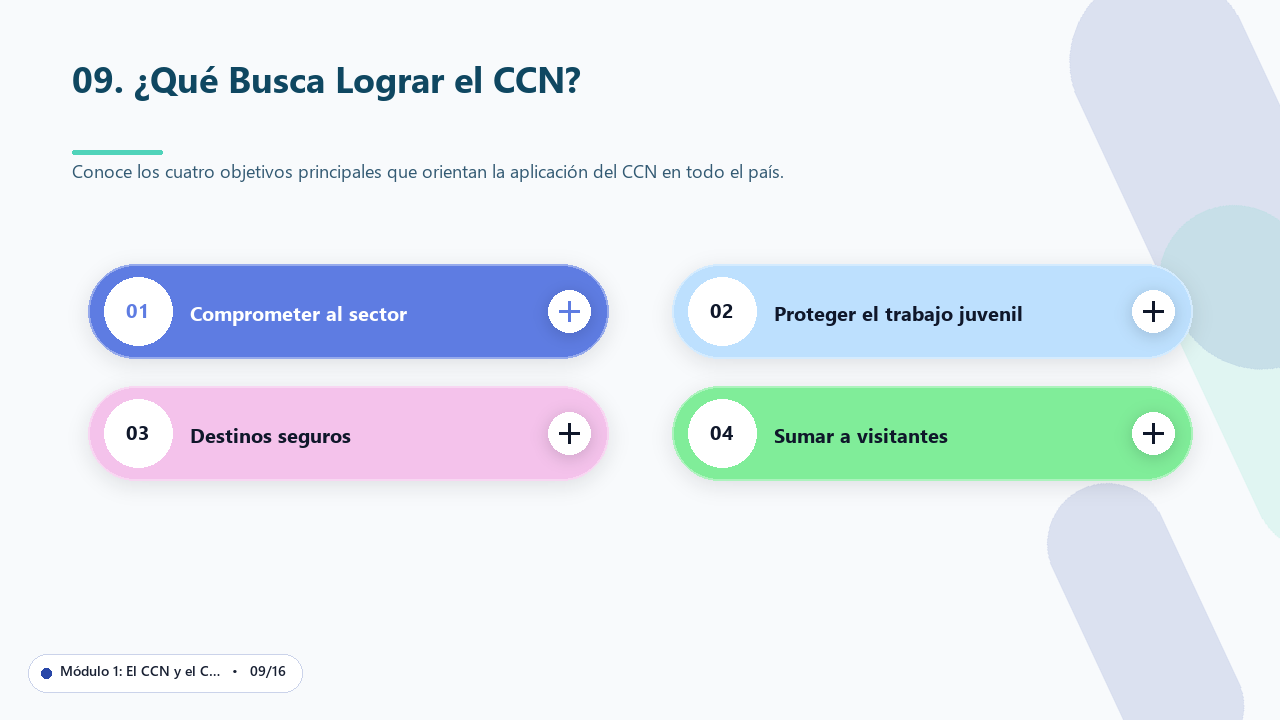 09. ¿Qué Busca Lograr el CCN?
Conoce los cuatro objetivos principales que orientan la aplicación del CCN en todo el país.
01 Comprometer al sector
02 Proteger el trabajo juvenil
03 Destinos seguros
04 Sumar a visitantes
Módulo 1: El CCN y el C... • 09/16